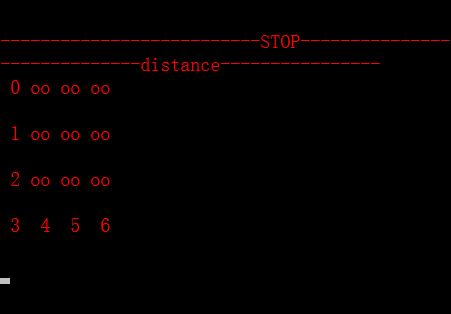 --------------------------STOP---------------
--------------distance----------------
0 oo oo oo
1 oo oo oo
2 oo oo oo
3 4 5 6